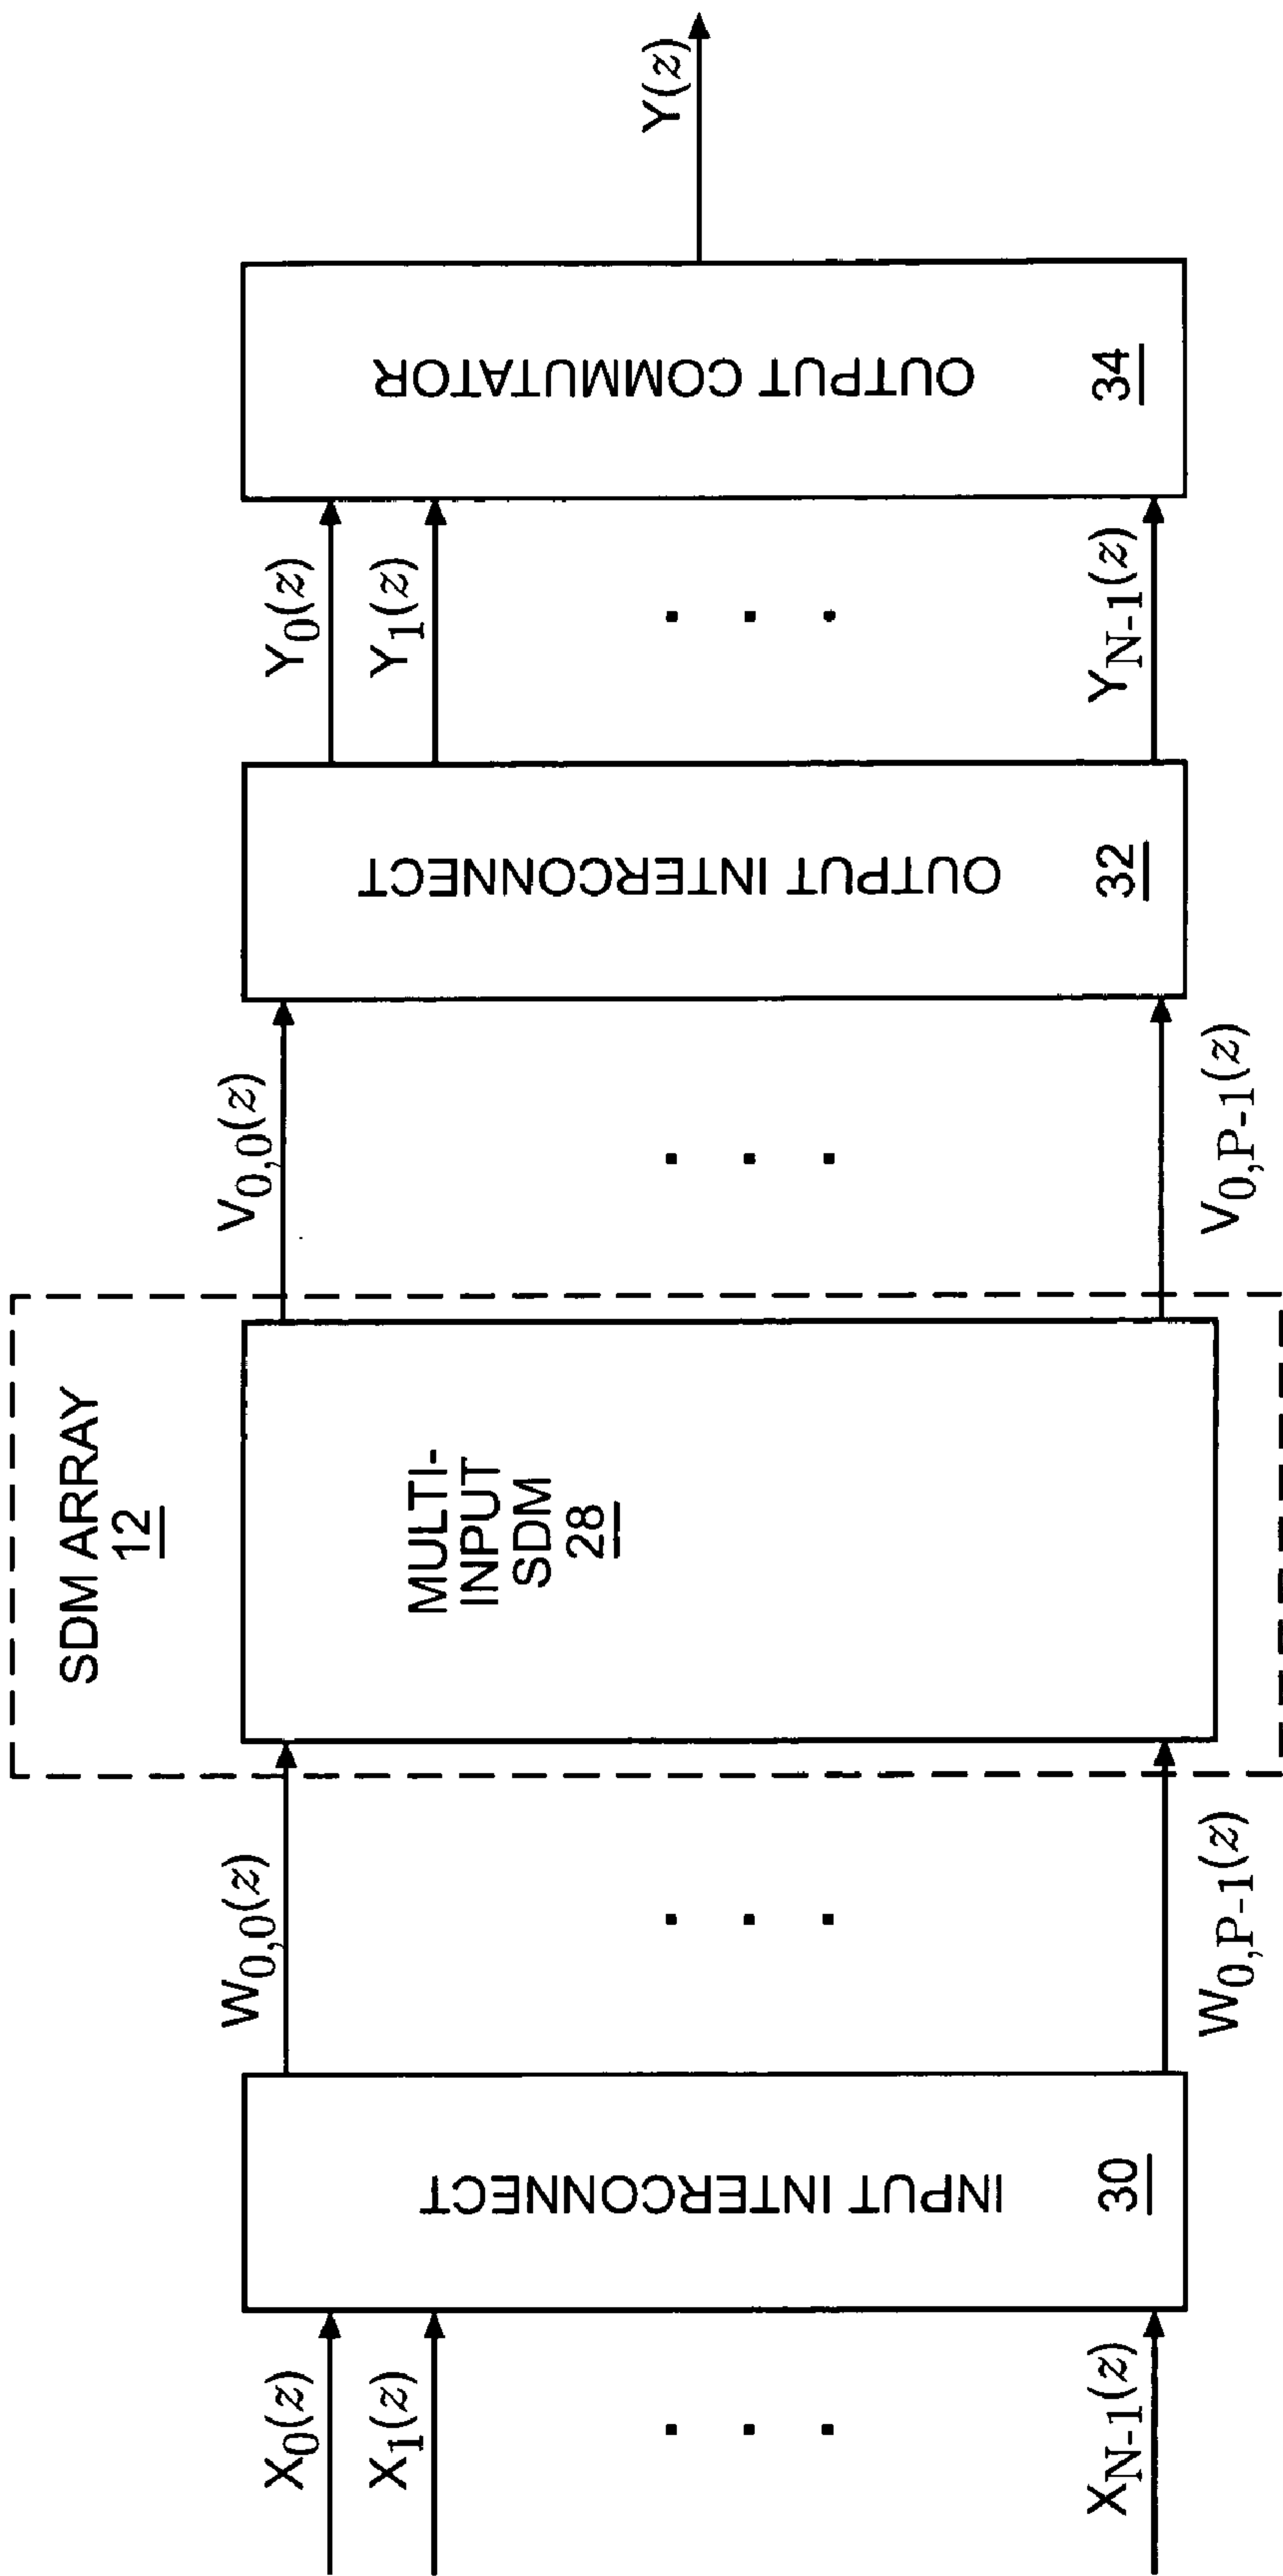 X0(z)
X1(z)
XN-1(z)
INPUT INTERCONNECT
30
W0,0(z)
W0,P-1(z)
SDM ARRAY
12
MULTI-
INPUT
SDM
28
V0,0(z)
V0,P-1(z)
OUTPUT INTERCONNECT
32
Y0(z)
Y1(z)
YN-1(z)
OUTPUT COMMUTATOR
34
Y(z)